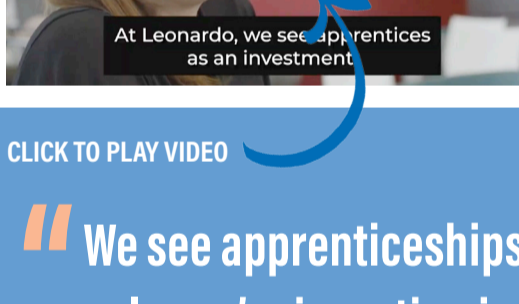 At Leonardo, we see apprentices
as an investment
CLICK TO PLAY VIDEO
“ We see apprenticeships